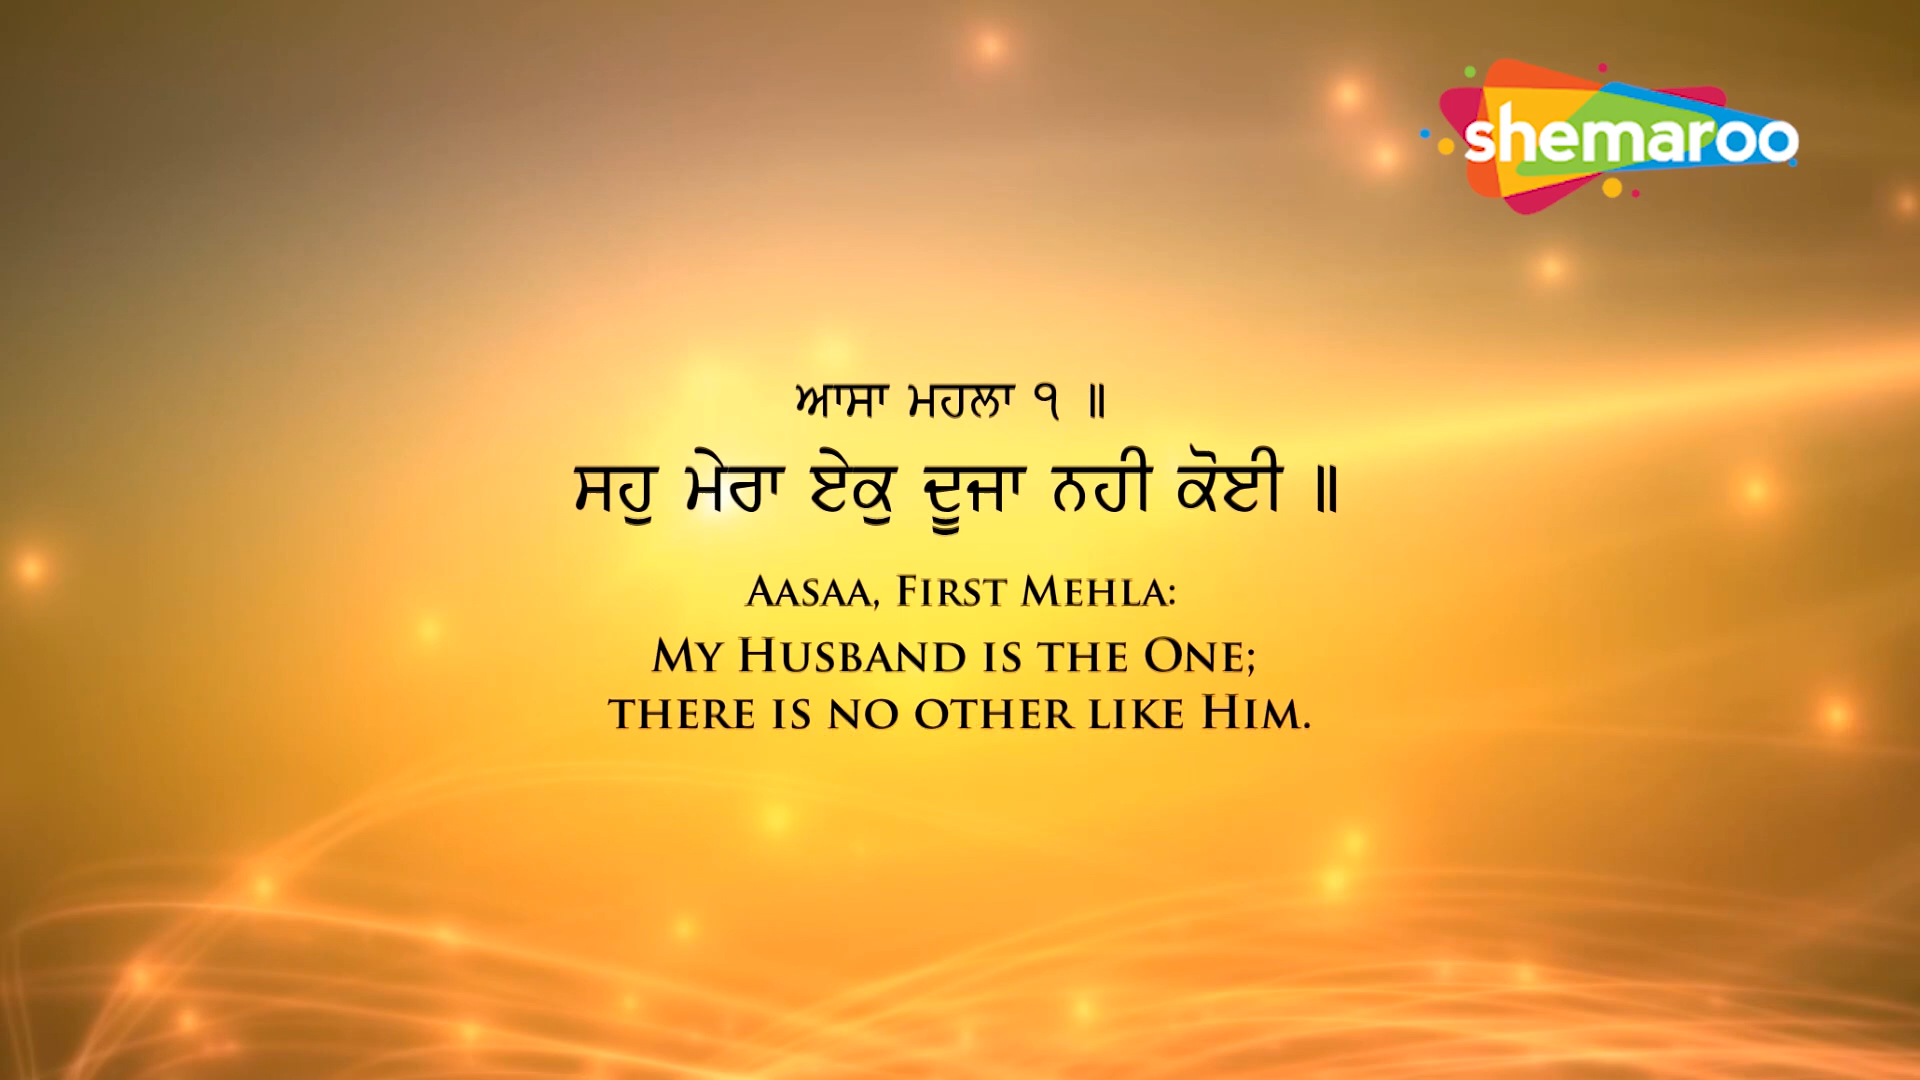 shemaroo
ਆਸਾ ਮਹਲਾ ੧ ॥
ਸਹੁ ਮੇਰਾ ਏਕੁ ਦੂਜਾ ਨਹੀ ਕੋਈ ॥
AASAA, FIRST MEHLA:
MY HUSBAND IS THE ONE;
THERE IS NO OTHER LIKE HIM.